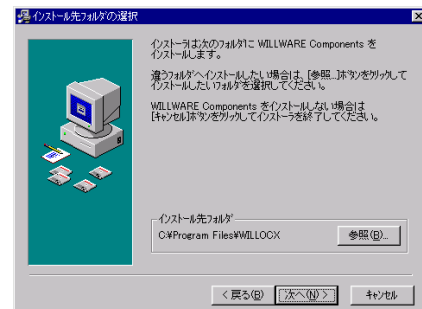 インストール先フォルダの選択
インストーラは次のフォルダに WILLWARE Components を
インストールします。
違うフォルダへインストールしたい場合は、[参照...]ボタンをクリックして
インストールしたいフォルダを選択してください。
WILLWARE Components をインストールしない場合は
[キャンセル]ボタンをクリックしてインストーラを終了してください。
インストール先フォルダ
C:¥Program Files¥WILLOCX
参照(R)...
< 戻る(B)
次へ(N) >
キャンセル